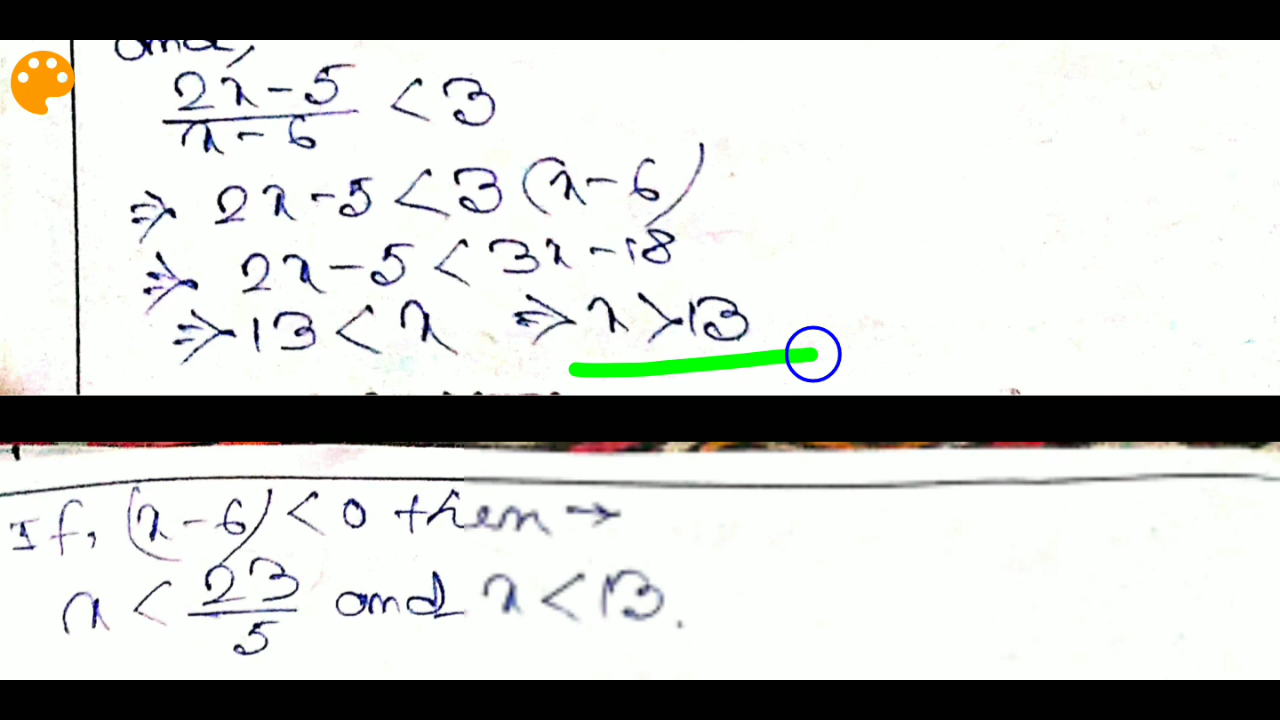 and,
2x-5/x-6 < 3
⇒ 2x-5 < 3(x-6)
⇒ 2x-5 < 3x-18
⇒ 13 < x ⇒ x > 13
If, (x-6) < 0 then →
x < 23/5 and x < 13.